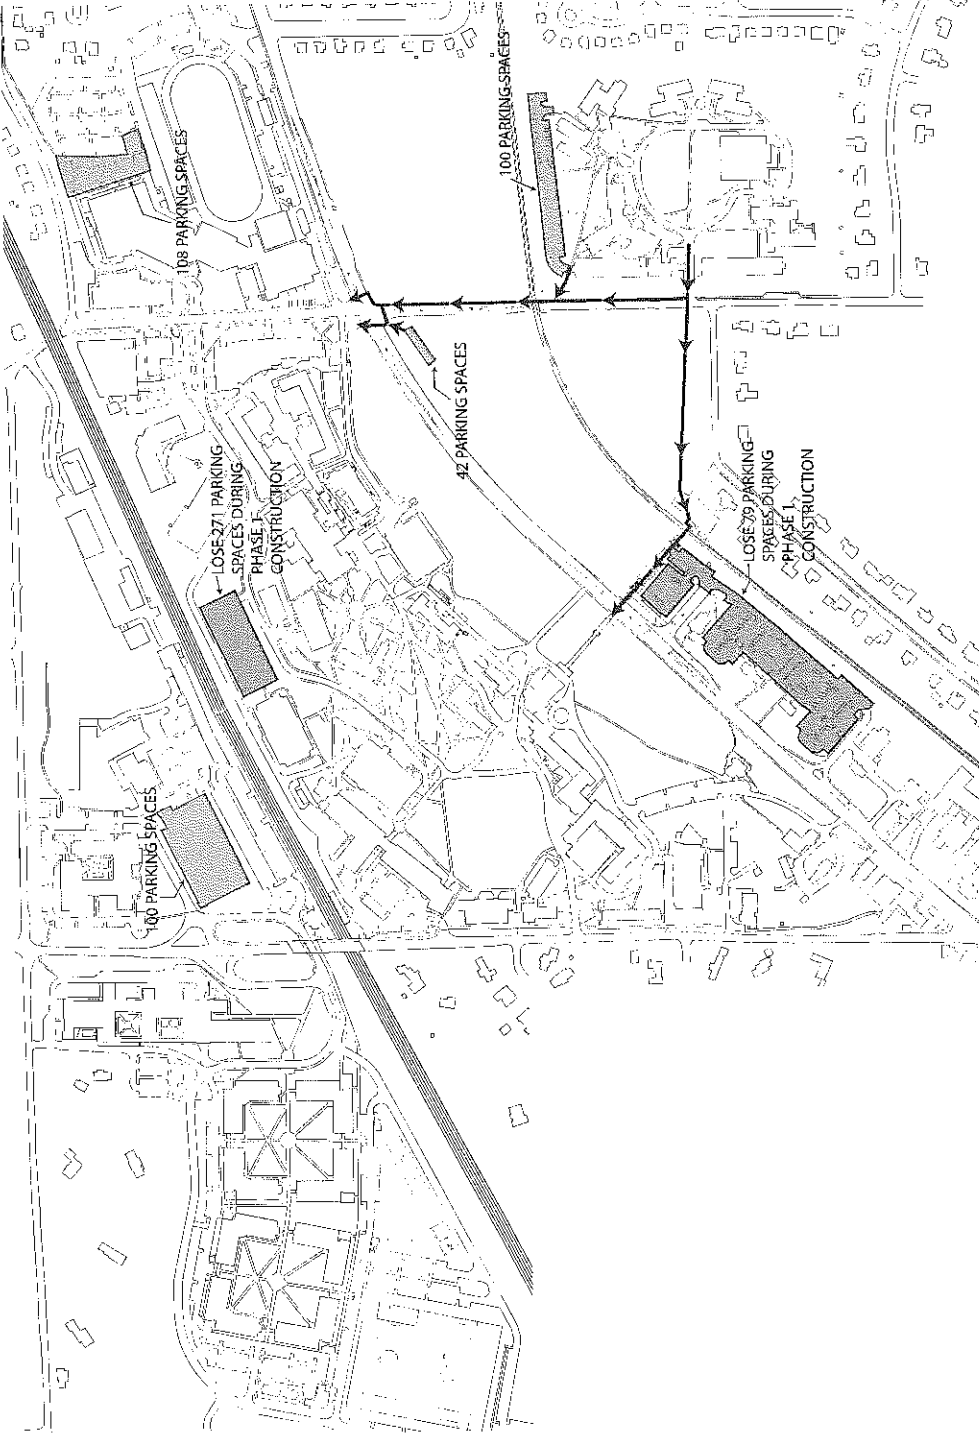 100 PARKING SPACES
108 PARKING SPACES
42 PARKING SPACES
LOSE 271 PARKING
SPACES DURING
PHASE 1
CONSTRUCTION
LOSE 79 PARKING
SPACES DURING
PHASE 1
CONSTRUCTION
100 PARKING SPACES